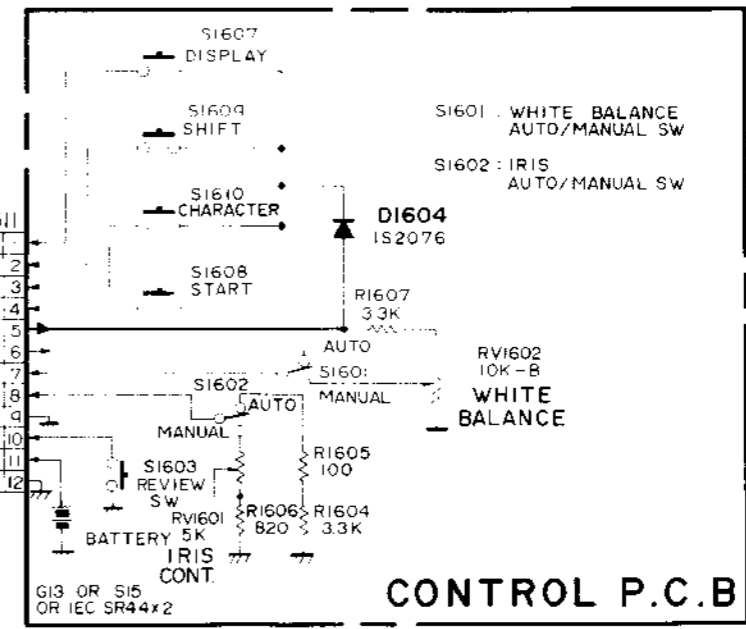 S1607
DISPLAY
S1609
SHIFT
S1601 : WHITE BALANCE
AUTO/MANUAL SW
S1602 : IRIS
AUTO/MANUAL SW
S1610
CHARACTER
D1604
1S2076
S1608
START
R1607
3.3K
1
2
3
4
5
6
7
8
9
10
11
12
AUTO
S1601
MANUAL
RV1602
10K-B
WHITE
BALANCE
S1602
AUTO
MANUAL
S1603
REVIEW
SW
R1605
100
RV1601
5K
IRIS
CONT.
R1606
820
R1604
3.3K
BATTERY
G13 OR S15
OR IEC SR44x2
CONTROL P.C.B